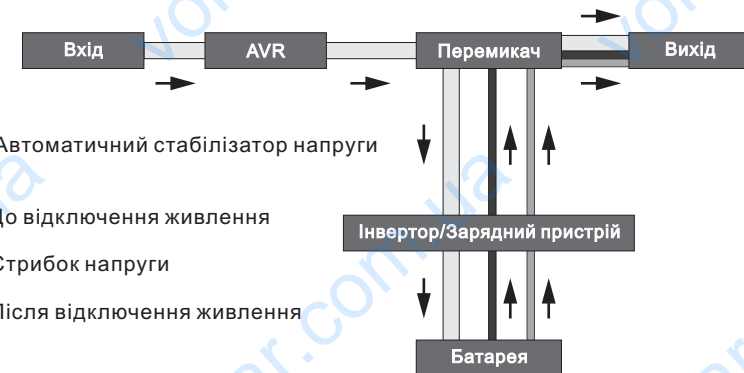 Вхід
AVR
Перемикач
Вихід
Автоматичний стабілізатор напруги
До відключення живлення
Інвертор/Зарядний пристрій
Стрибок напруги
Після відключення живлення
Батарея